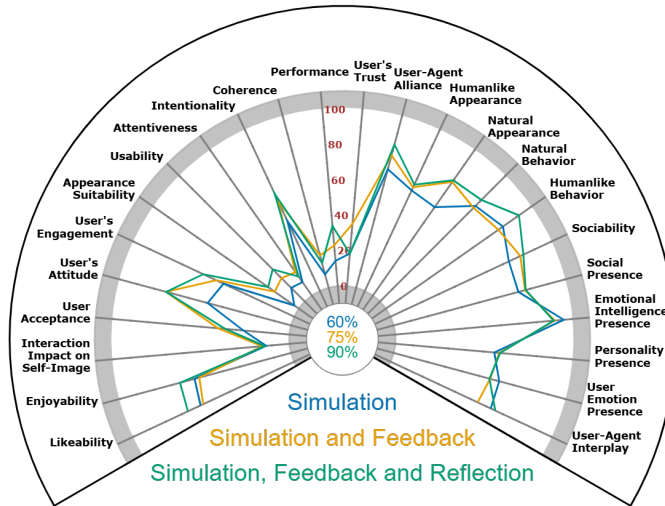 Performance
User's
Trust
User-Agent
Alliance
Coherence
Humanlike
Appearance
Intentionality
Natural
Appearance
Attentiveness
Natural
Behavior
Usability
Humanlike
Behavior
Appearance
Suitability
Sociability
User's
Engagement
Social
Presence
User's
Attitude
Emotional
Intelligence
Presence
User
Acceptance
Personality
Presence
Interaction
Impact on
Self-Image
User
Emotion
Presence
Enjoyability
User-Agent
Interplay
Likeability
100
80
60
40
20
0
60%
75%
90%
Simulation
Simulation and Feedback
Simulation, Feedback and Reflection